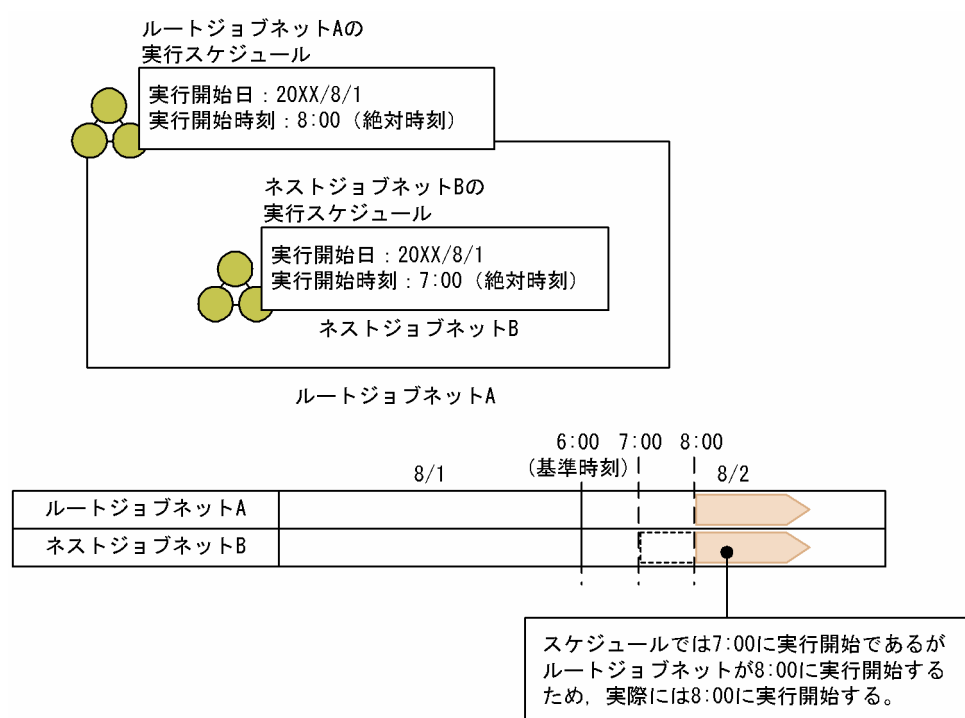 ルートジョブネットAの
実行スケジュール
実行開始日:20XX/8/1
実行開始時刻:8:00(絶対時刻)
ネストジョブネットBの
実行スケジュール
実行開始日:20XX/8/1
実行開始時刻:7:00(絶対時刻)
ネストジョブネットB
ルートジョブネットA
6:00 7:00 8:00
8/1 (基準時刻) 8/2
ルートジョブネットA
ネストジョブネットB
スケジュールでは7:00に実行開始であるが
ルートジョブネットが8:00に実行開始する
ため,実際には8:00に実行開始する。